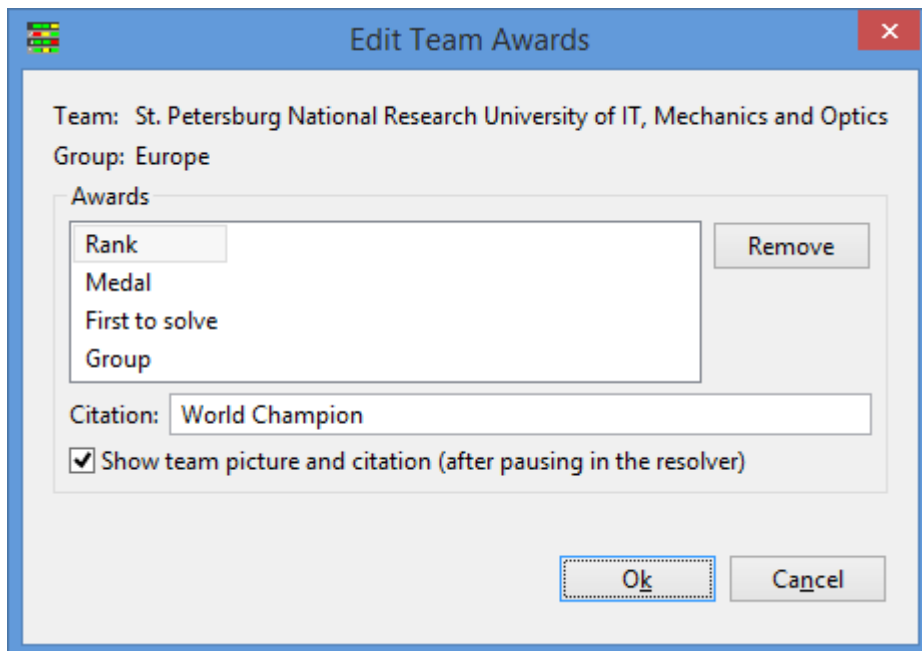 Edit Team Awards
Team: St. Petersburg National Research University of IT, Mechanics and Optics
Group: Europe
Awards
Rank
Remove
Medal
First to solve
Group
Citation: World Champion
Show team picture and citation (after pausing in the resolver)
Ok
Cancel